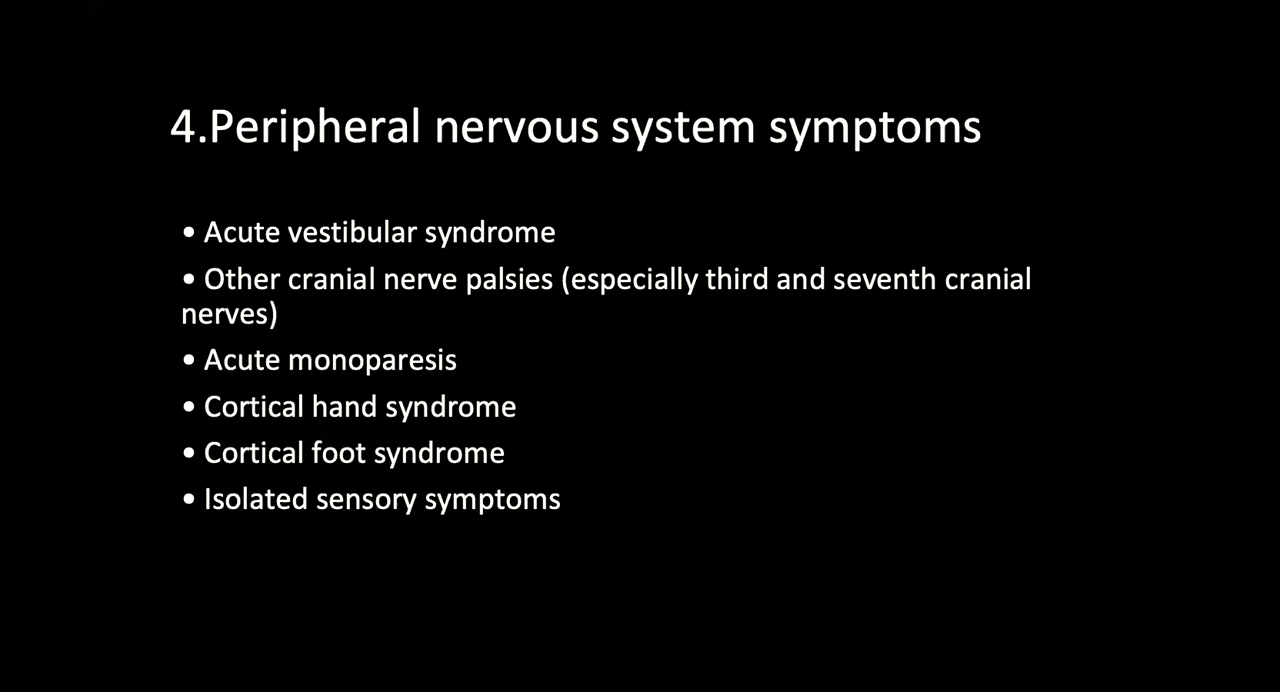 4.Peripheral nervous system symptoms
• Acute vestibular syndrome
• Other cranial nerve palsies (especially third and seventh cranial
nerves)
• Acute monoparesis
• Cortical hand syndrome
• Cortical foot syndrome
• Isolated sensory symptoms